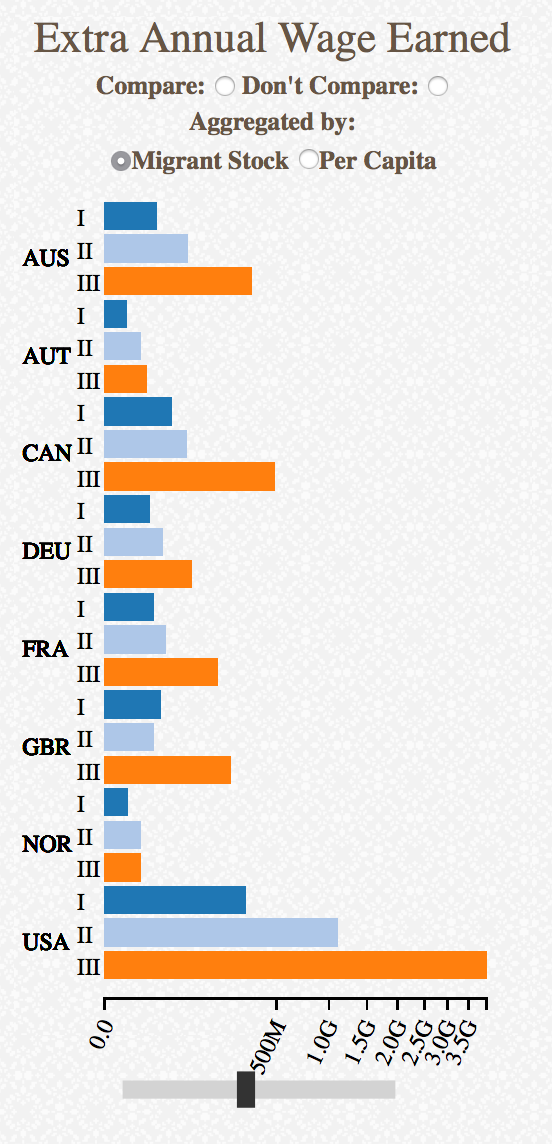 Extra Annual Wage Earned
Compare: Don't Compare:
Aggregated by:
Migrant Stock Per Capita
I
AUS II
III
I
AUT II
III
I
CAN II
III
I
DEU II
III
I
FRA II
III
I
GBR II
III
I
NOR II
III
I
USA II
III
0.0 500M 1.0G 1.5G 2.0G 2.5G 3.0G 3.5G